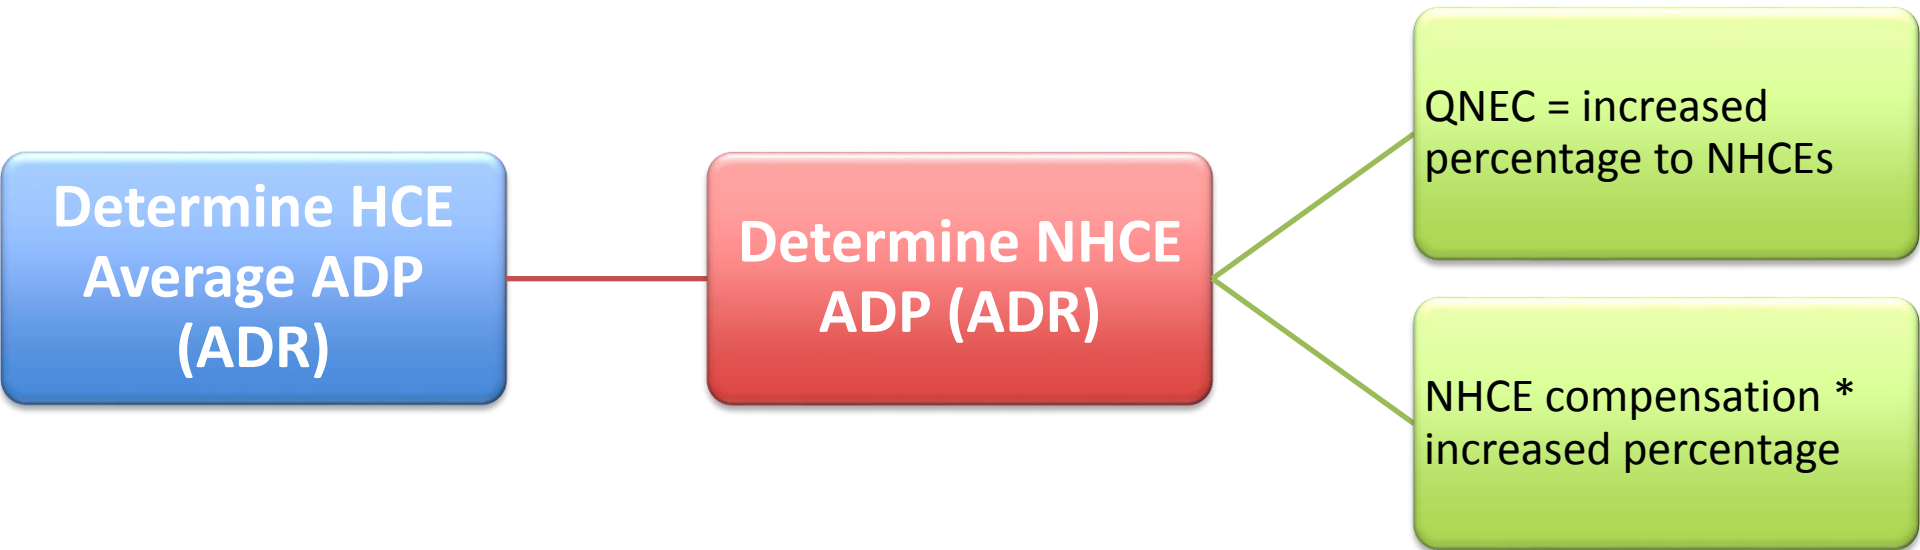 Determine HCE
Average ADP
(ADR)
Determine NHCE
ADP (ADR)
QNEC = increased
percentage to NHCEs
NHCE compensation *
increased percentage